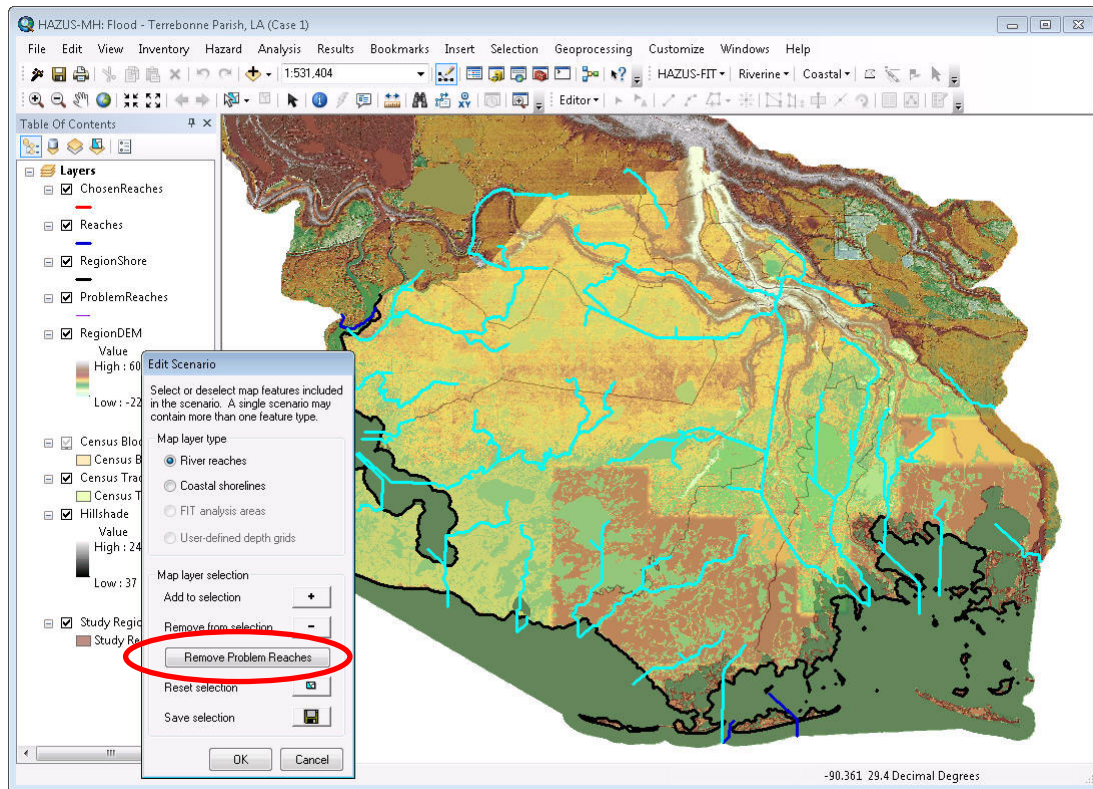 HAZUS-MH: Flood - Terrebonne Parish, LA (Case 1)
File Edit View Inventory Hazard Analysis Results Bookmarks Insert Selection Geoprocessing Customize Windows Help
1:531,404 HAZUS-FIT Riverine Coastal
Editor
Table Of Contents
Layers
ChosenReaches
Reaches
RegionShore
ProblemReaches
RegionDEM
Value
High : 60
Low : -22
Census Bloc
Census B
Census Trac
Census T
Hillshade
Value
High : 24
Low : 37
Study Regio
Study Re
Edit Scenario
Select or deselect map features included
in the scenario. A single scenario may
contain more than one feature type.
Map layer type
River reaches
Coastal shorelines
FIT analysis areas
User-defined depth grids
Map layer selection
Add to selection +
Remove from selection -
Remove Problem Reaches
Reset selection
Save selection
OK Cancel
-90.361 29.4 Decimal Degrees